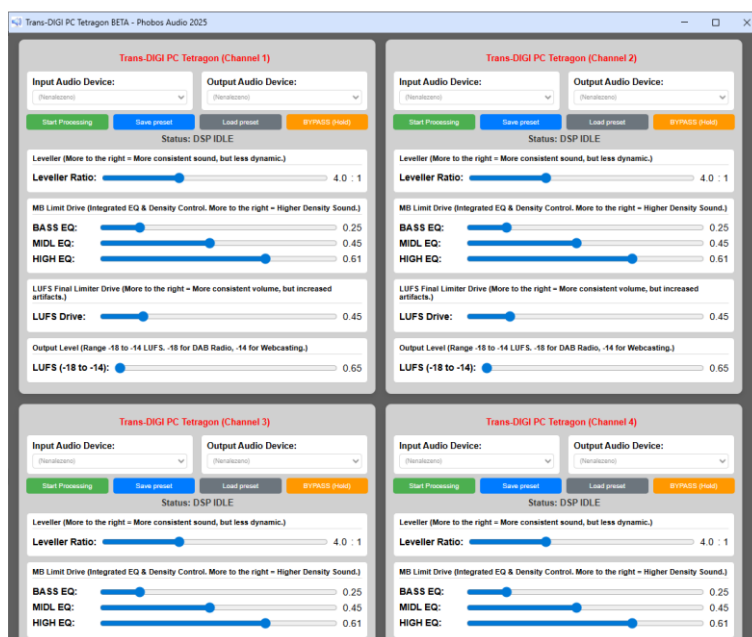 Trans-DIGI PC Tetragon BETA - Phobos Audio 2025
Trans-DIGI PC Tetragon (Channel 1)
Input Audio Device:
Output Audio Device:
(Nenalezeno)
(Nenalezeno)
Start Processing
Save preset
Load preset
BYPASS (Hold)
Status: DSP IDLE
Leveller (More to the right = More consistent sound, but less dynamic.)
Leveller Ratio:
4.0 : 1
MB Limit Drive (Integrated EQ & Density Control. More to the right = Higher Density Sound.)
BASS EQ:
0.25
MIDL EQ:
0.45
HIGH EQ:
0.61
LUFS Final Limiter Drive (More to the right = More consistent volume, but increased
artifacts.)
LUFS Drive:
0.45
Output Level (Range -18 to -14 LUFS. -18 for DAB Radio, -14 for Webcasting.)
LUFS (-18 to -14):
0.65
Trans-DIGI PC Tetragon (Channel 2)
Input Audio Device:
Output Audio Device:
(Nenalezeno)
(Nenalezeno)
Start Processing
Save preset
Load preset
BYPASS (Hold)
Status: DSP IDLE
Leveller (More to the right = More consistent sound, but less dynamic.)
Leveller Ratio:
4.0 : 1
MB Limit Drive (Integrated EQ & Density Control. More to the right = Higher Density Sound.)
BASS EQ:
0.25
MIDL EQ:
0.45
HIGH EQ:
0.61
LUFS Final Limiter Drive (More to the right = More consistent volume, but increased
artifacts.)
LUFS Drive:
0.45
Output Level (Range -18 to -14 LUFS. -18 for DAB Radio, -14 for Webcasting.)
LUFS (-18 to -14):
0.65
Trans-DIGI PC Tetragon (Channel 3)
Input Audio Device:
Output Audio Device:
(Nenalezeno)
(Nenalezeno)
Start Processing
Save preset
Load preset
BYPASS (Hold)
Status: DSP IDLE
Leveller (More to the right = More consistent sound, but less dynamic.)
Leveller Ratio:
4.0 : 1
MB Limit Drive (Integrated EQ & Density Control. More to the right = Higher Density Sound.)
BASS EQ:
0.25
MIDL EQ:
0.45
HIGH EQ:
0.61
Trans-DIGI PC Tetragon (Channel 4)
Input Audio Device:
Output Audio Device:
(Nenalezeno)
(Nenalezeno)
Start Processing
Save preset
Load preset
BYPASS (Hold)
Status: DSP IDLE
Leveller (More to the right = More consistent sound, but less dynamic.)
Leveller Ratio:
4.0 : 1
MB Limit Drive (Integrated EQ & Density Control. More to the right = Higher Density Sound.)
BASS EQ:
0.25
MIDL EQ:
0.45
HIGH EQ:
0.61